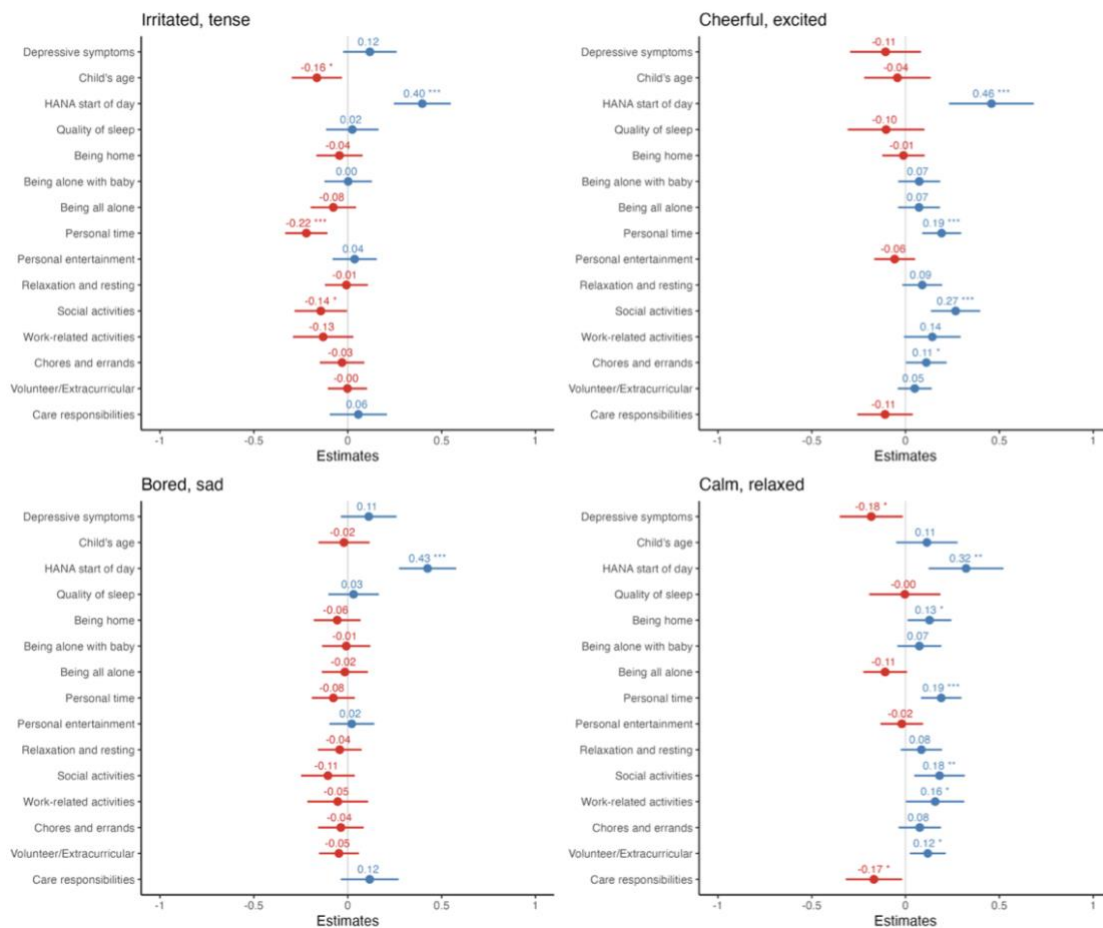 Irritated, tense
Depressive symptoms 0.12
Child's age -0.16 *
HANA start of day 0.40 ***
Quality of sleep 0.02
Being home -0.04
Being alone with baby 0.00
Being all alone -0.08
Personal time -0.22 ***
Personal entertainment 0.04
Relaxation and resting -0.01
Social activities -0.14 *
Work-related activities -0.13
Chores and errands -0.03
Volunteer/Extracurricular -0.00
Care responsibilities 0.06
-1 -0.5 0 0.5 1
Estimates
Cheerful, excited
Depressive symptoms -0.11
Child's age -0.04
HANA start of day 0.46 ***
Quality of sleep -0.10
Being home -0.01
Being alone with baby 0.07
Being all alone 0.07
Personal time 0.19 ***
Personal entertainment -0.06
Relaxation and resting 0.09
Social activities 0.27 ***
Work-related activities 0.14
Chores and errands 0.11 *
Volunteer/Extracurricular 0.05
Care responsibilities -0.11
-1 -0.5 0 0.5 1
Estimates
Bored, sad
Depressive symptoms 0.11
Child's age -0.02
HANA start of day 0.43 ***
Quality of sleep 0.03
Being home -0.06
Being alone with baby -0.01
Being all alone -0.02
Personal time -0.08
Personal entertainment 0.02
Relaxation and resting -0.04
Social activities -0.11
Work-related activities -0.05
Chores and errands -0.04
Volunteer/Extracurricular -0.05
Care responsibilities 0.12
-1 -0.5 0 0.5 1
Estimates
Calm, relaxed
Depressive symptoms -0.18 *
Child's age 0.11
HANA start of day 0.32 **
Quality of sleep -0.00
Being home 0.13 *
Being alone with baby 0.07
Being all alone -0.11
Personal time 0.19 ***
Personal entertainment -0.02
Relaxation and resting 0.08
Social activities 0.18 **
Work-related activities 0.16 *
Chores and errands 0.08
Volunteer/Extracurricular 0.12 *
Care responsibilities -0.17 *
-1 -0.5 0 0.5 1
Estimates